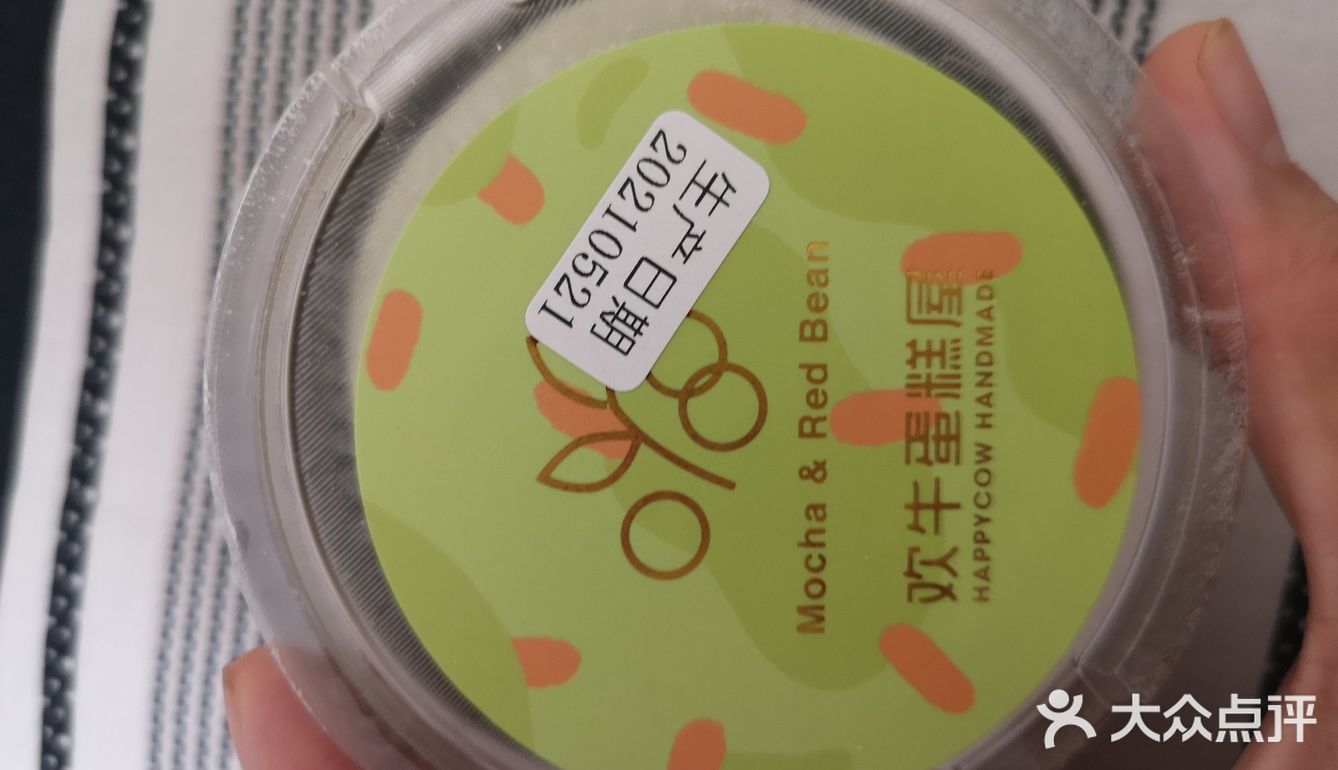 生产日期
20210521
Mocha & Red Bean
欢牛蛋糕屋
HAPPYCOW HANDMADE
大众点评